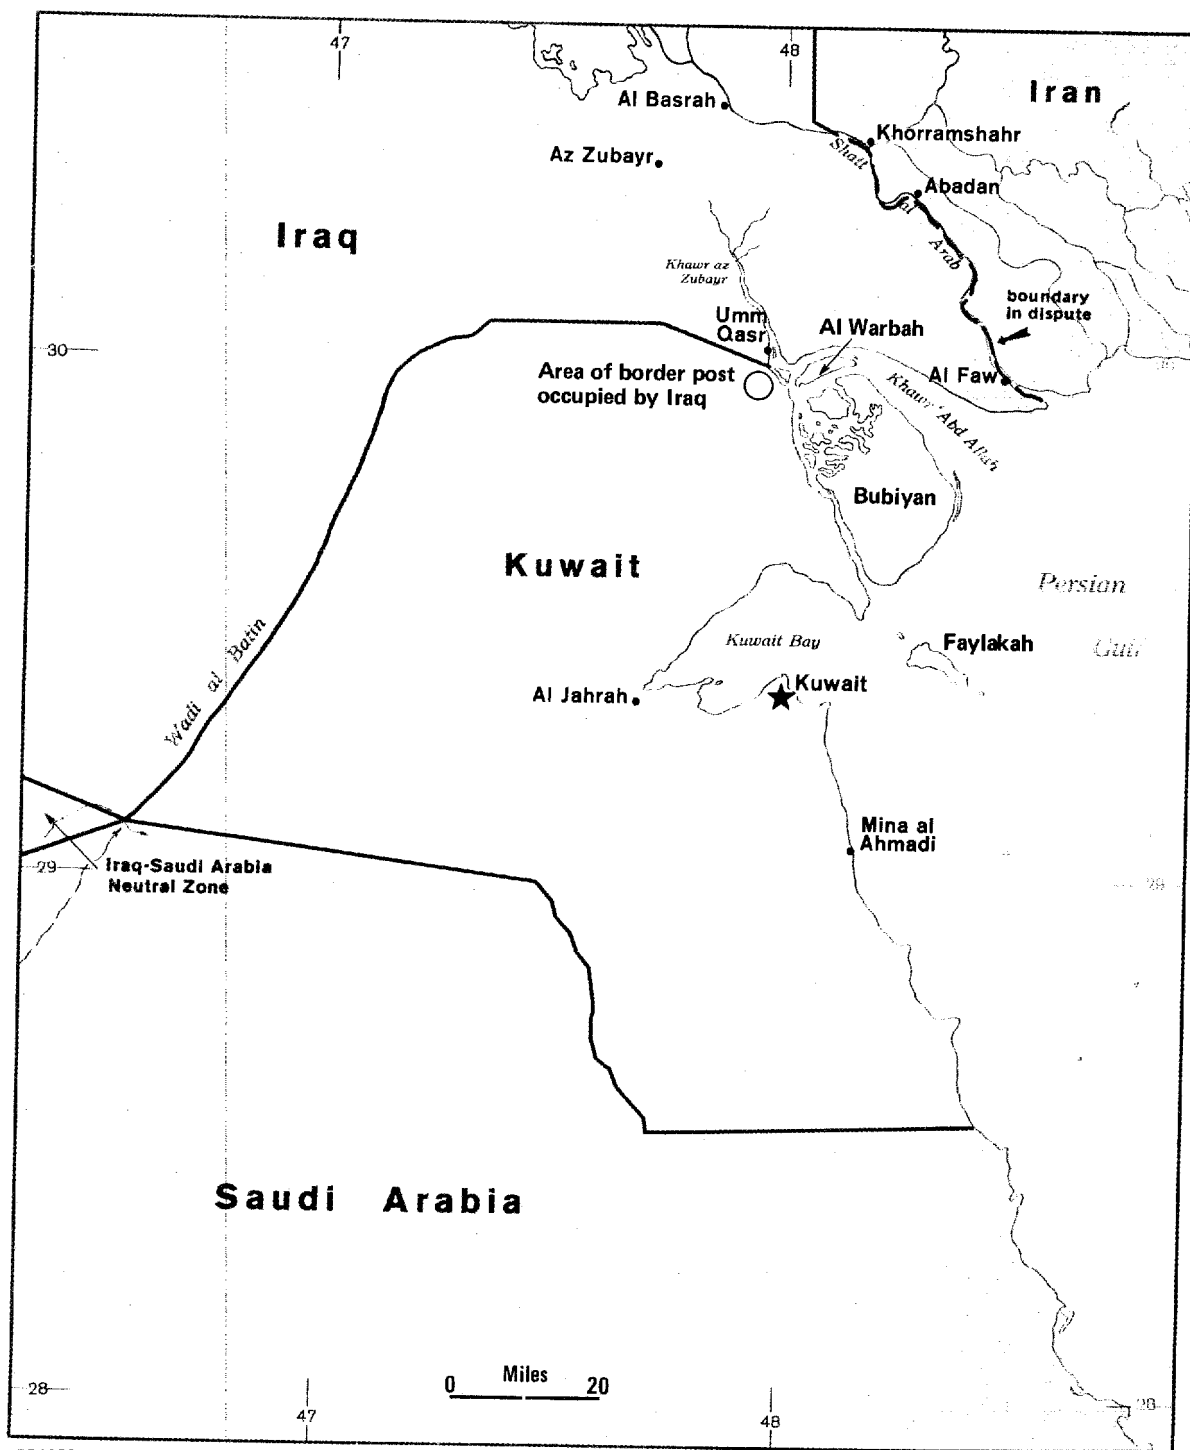 47
48
Iran
Al Basrah
Khorramshahr
Az Zubayr
Shatt
Abadan
al
Arab
Iraq
Khawr az
Zubayr
boundary
in dispute
Umm
Qasr
Al Warbah
30
Al Faw
Area of border post
occupied by Iraq
Khawr 'Abd Allah
Bubiyan
Kuwait
Persian
Gulf
Wadi al Batin
Kuwait Bay
Faylakah
Al Jahrah
Kuwait
Mina al
Ahmadi
29
29
Iraq-Saudi Arabia
Neutral Zone
Saudi Arabia
Miles
0 20
28
28
47
48